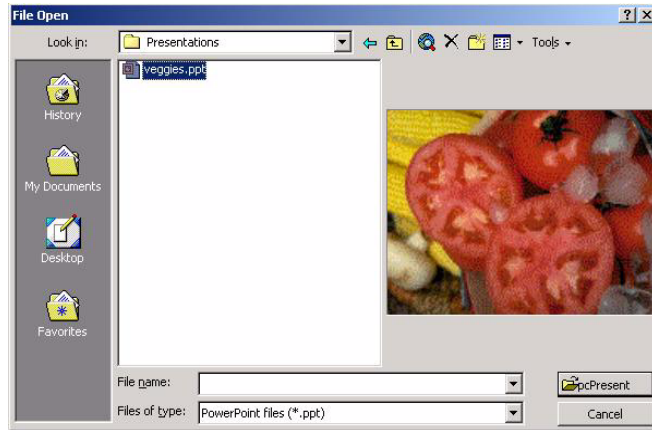 File Open
Look in: Presentations Tools
veggies.ppt
History
My Documents
Desktop
Favorites
File name:
pcPresent
Files of type: PowerPoint files (*.ppt)
Cancel